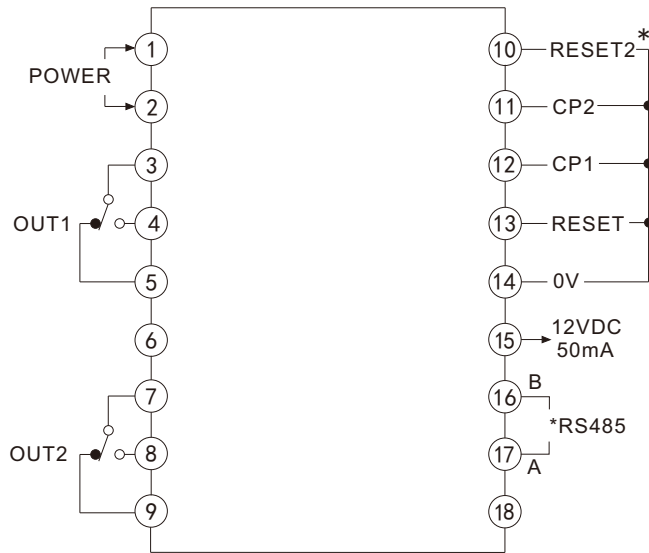 1
POWER
2
3
OUT1
4
5
6
7
OUT2
8
9
10 RESET2 *
11 CP2
12 CP1
13 RESET
14 0V
15 12VDC
50mA
16 B
*RS485
17 A
18